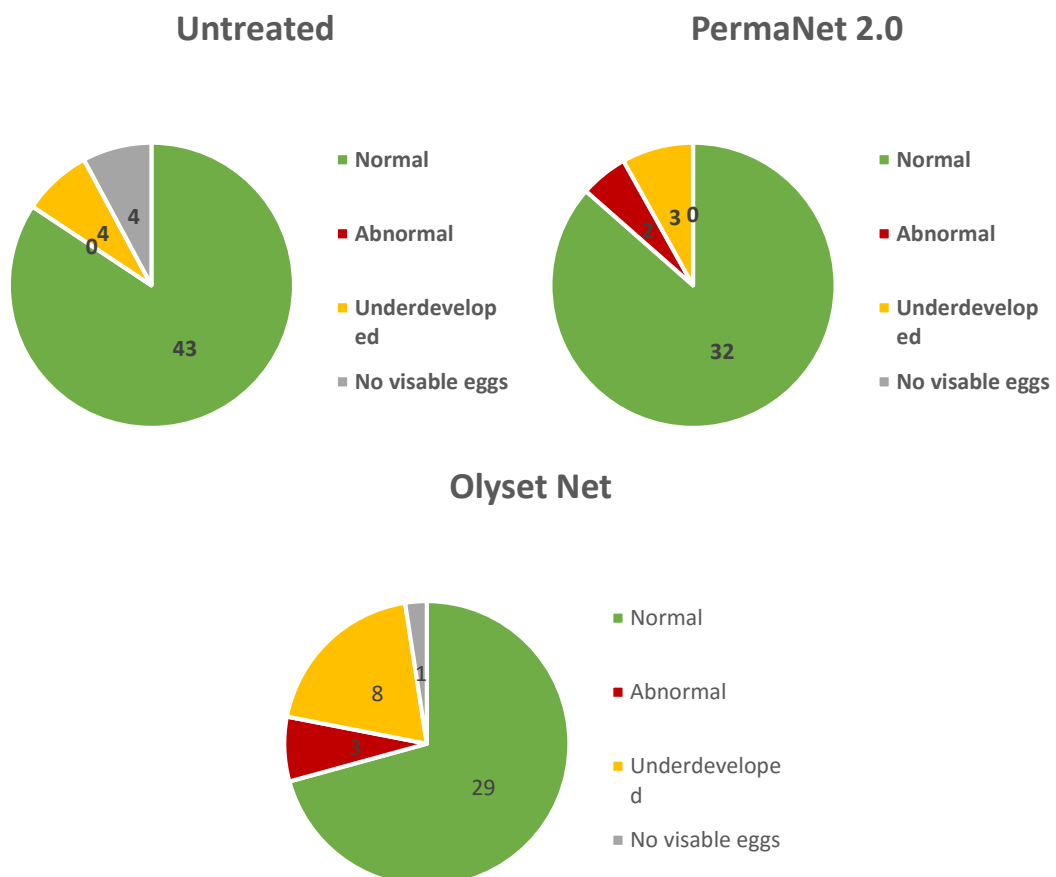 Untreated
Normal
Abnormal
Underdevelop
ed
No visable eggs
4
4
0
43
PermaNet 2.0
Normal
Abnormal
Underdevelop
ed
No visable eggs
3
0
2
32
Olyset Net
Normal
Abnormal
Underdevelope
d
No visable eggs
1
8
3
29